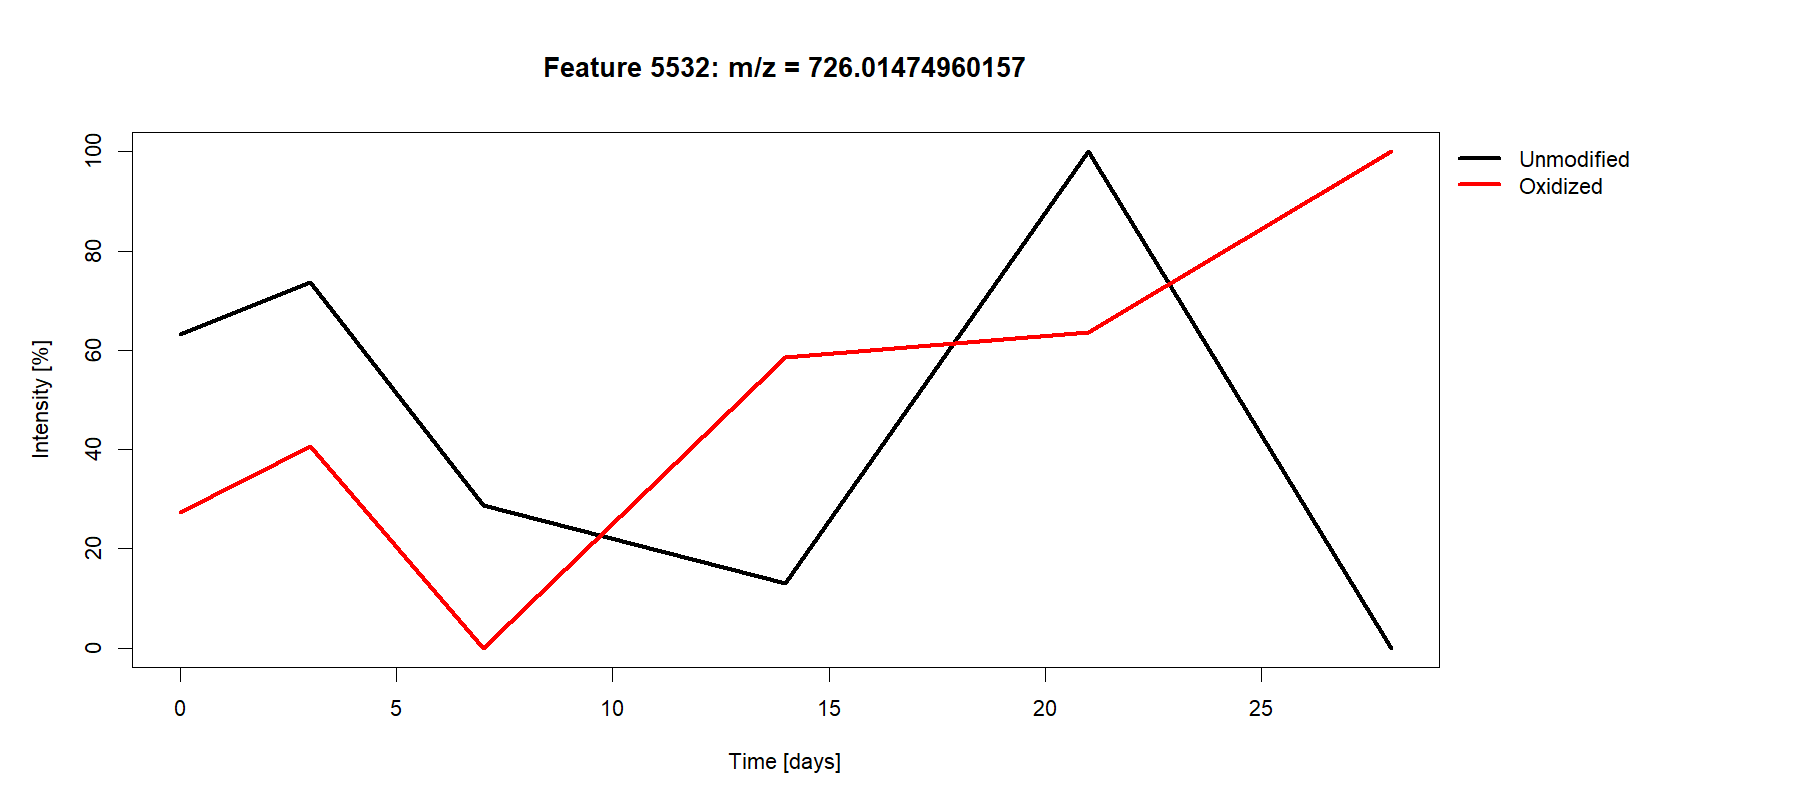 Feature 5532: m/z = 726.01474960157
Unmodified
Oxidized
100
80
60
40
20
0
Intensity [%]
0 5 10 15 20 25
Time [days]